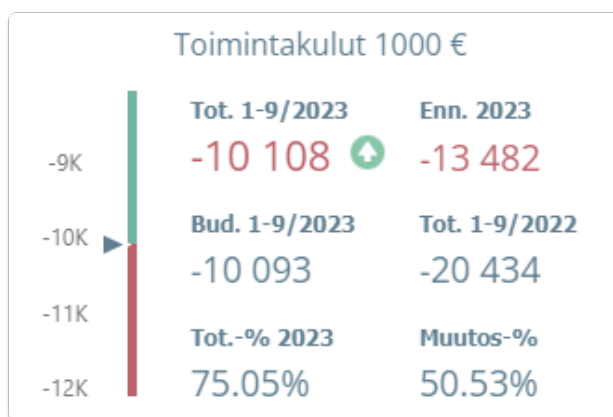 Toimintakulut 1000 €
-9K
-10K
-11K
-12K
Tot. 1-9/2023 Enn. 2023
-10 108 -13 482
Bud. 1-9/2023 Tot. 1-9/2022
-10 093 -20 434
Tot.-% 2023 Muutos-%
75.05% 50.53%